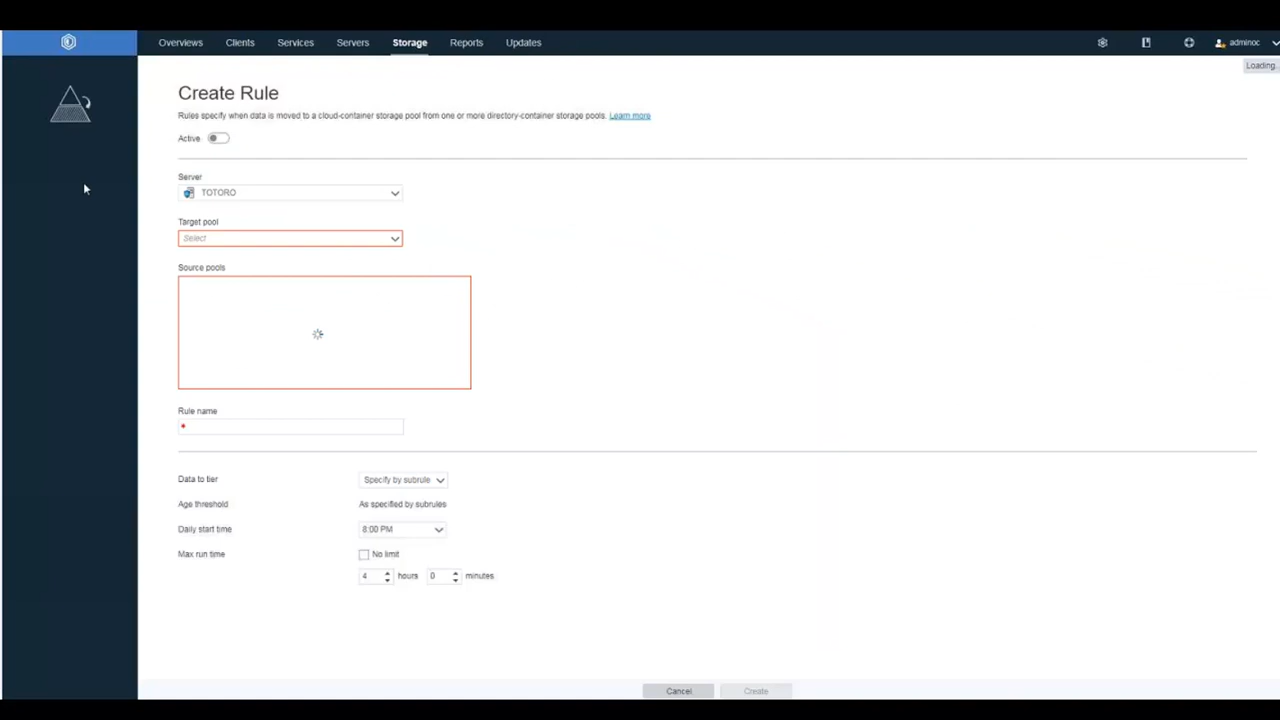 Overviews Clients Services Servers Storage Reports Updates adminoc
Loading...
Create Rule
Rules specify when data is moved to a cloud-container storage pool from one or more directory-container storage pools. Learn more
Active
Server
TOTORO
Target pool
Select
Source pools
Rule name
*
Data to tier Specify by subrule
Age threshold As specified by subrules
Daily start time 8:00 PM
Max run time No limit
4 hours 0 minutes
Cancel Create